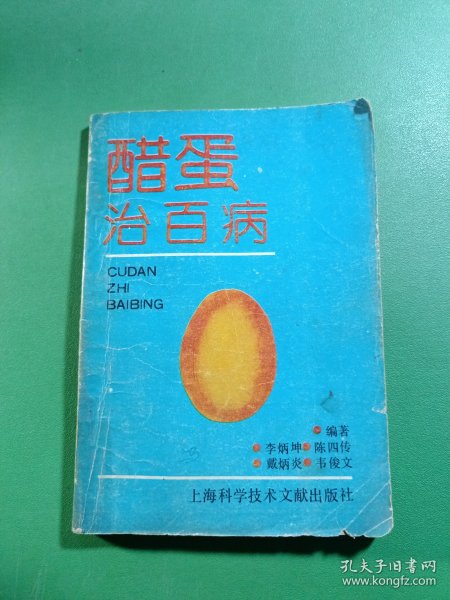 醋蛋
治百病
CUDAN
ZHI
BAIBING
编著
李炳坤 陈四传
戴炳炎 韦俊文
上海科学技术文献出版社
孔夫子旧书网
www.kongfz.com